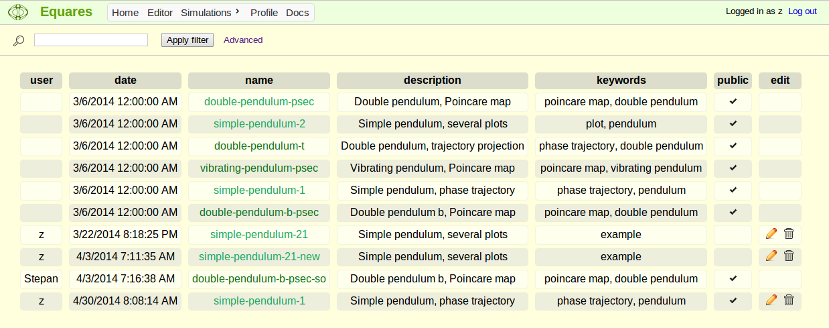 Equares Home Editor Simulations Profile Docs Logged in as z Log out
Apply filter Advanced
user date name description keywords public edit
3/6/2014 12:00:00 AM double-pendulum-psec Double pendulum, Poincare map poincare map, double pendulum
3/6/2014 12:00:00 AM simple-pendulum-2 Simple pendulum, several plots plot, pendulum
3/6/2014 12:00:00 AM double-pendulum-t Double pendulum, trajectory projection phase trajectory, double pendulum
3/6/2014 12:00:00 AM vibrating-pendulum-psec Vibrating pendulum, Poincare map poincare map, vibrating pendulum
3/6/2014 12:00:00 AM simple-pendulum-1 Simple pendulum, phase trajectory phase trajectory, pendulum
3/6/2014 12:00:00 AM double-pendulum-b-psec Double pendulum b, Poincare map poincare map, double pendulum
z 3/22/2014 8:18:25 PM simple-pendulum-21 Simple pendulum, several plots example
z 4/3/2014 7:11:35 AM simple-pendulum-21-new Simple pendulum, several plots example
Stepan 4/3/2014 7:16:38 AM double-pendulum-b-psec-so Double pendulum b, Poincare map poincare map, double pendulum
z 4/30/2014 8:08:14 AM simple-pendulum-1 Simple pendulum, phase trajectory phase trajectory, pendulum